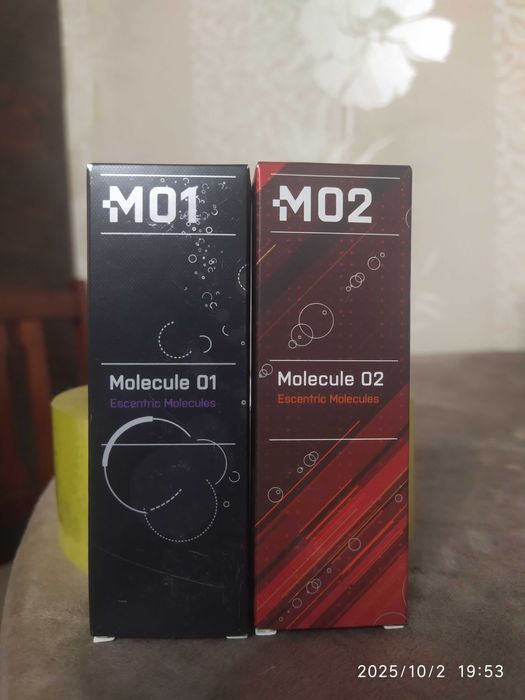 M01
Molecule 01
Escentric Molecules
M02
Molecule 02
Escentric Molecules
2025/10/2 19:53